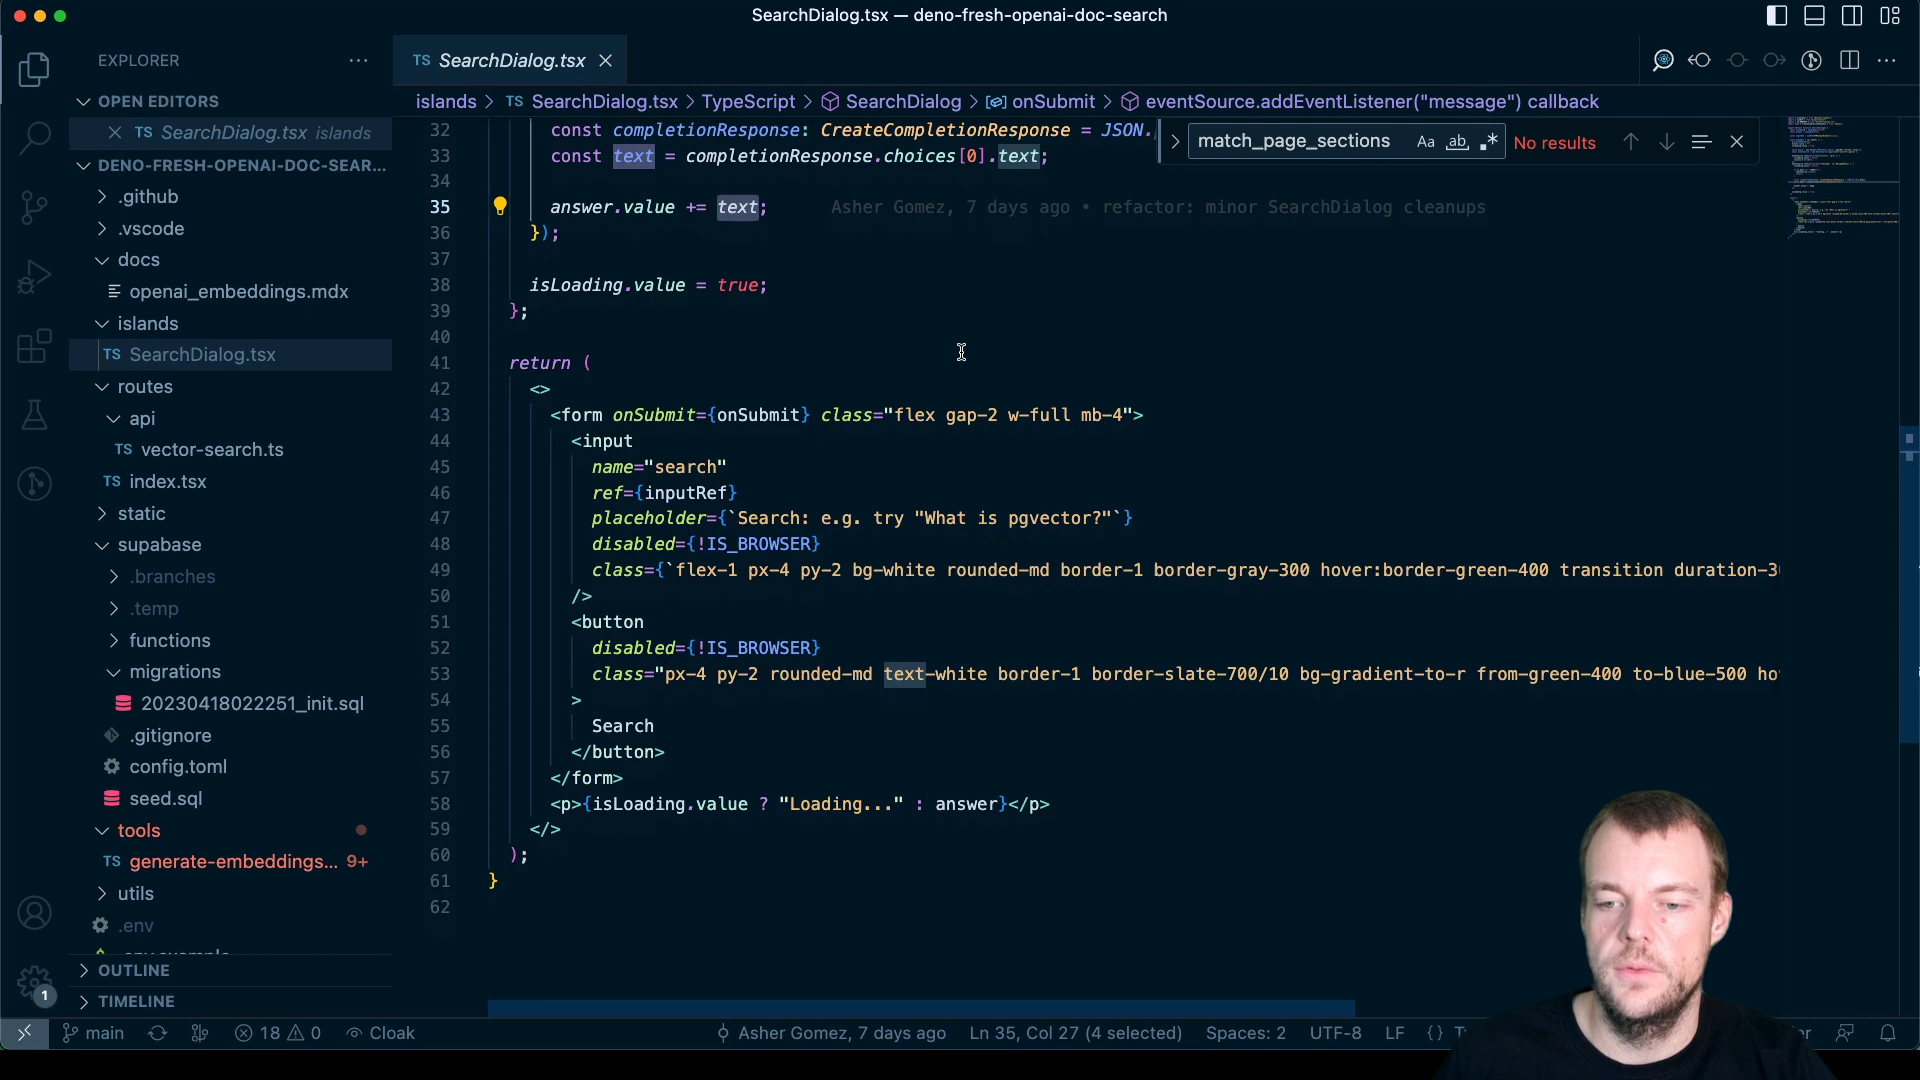 SearchDialog.tsx — deno-fresh-openai-doc-search
EXPLORER
OPEN EDITORS
TS SearchDialog.tsx islands
DENO-FRESH-OPENAI-DOC-SEAR...
.github
.vscode
docs
openai_embeddings.mdx
islands
TS SearchDialog.tsx
routes
api
TS vector-search.ts
TS index.tsx
static
supabase
.branches
.temp
functions
migrations
20230418022251_init.sql
.gitignore
config.toml
seed.sql
tools
TS generate-embeddings... 9+
utils
.env
OUTLINE
TIMELINE
1
TS SearchDialog.tsx
islands > TS SearchDialog.tsx > TypeScript > SearchDialog > onSubmit > eventSource.addEventListener("message") callback
match_page_sections Aa ab .* No results
32 const completionResponse: CreateCompletionResponse = JSON.
33 const text = completionResponse.choices[0].text;
34
35 answer.value += text; Asher Gomez, 7 days ago • refactor: minor SearchDialog cleanups
36 });
37
38 isLoading.value = true;
39 };
40
41 return (
42 <>
43 <form onSubmit={onSubmit} class="flex gap-2 w-full mb-4">
44 <input
45 name="search"
46 ref={inputRef}
47 placeholder={`Search: e.g. try "What is pgvector?"`}
48 disabled={!IS_BROWSER}
49 class={`flex-1 px-4 py-2 bg-white rounded-md border-1 border-gray-300 hover:border-green-400 transition duration-3
50 />
51 <button
52 disabled={!IS_BROWSER}
53 class="px-4 py-2 rounded-md text-white border-1 border-slate-700/10 bg-gradient-to-r from-green-400 to-blue-500 ho
54 >
55 Search
56 </button>
57 </form>
58 <p>{isLoading.value ? "Loading..." : answer}</p>
59 </>
60 );
61 }
62
main 18 0 Cloak Asher Gomez, 7 days ago Ln 35, Col 27 (4 selected) Spaces: 2 UTF-8 LF {}